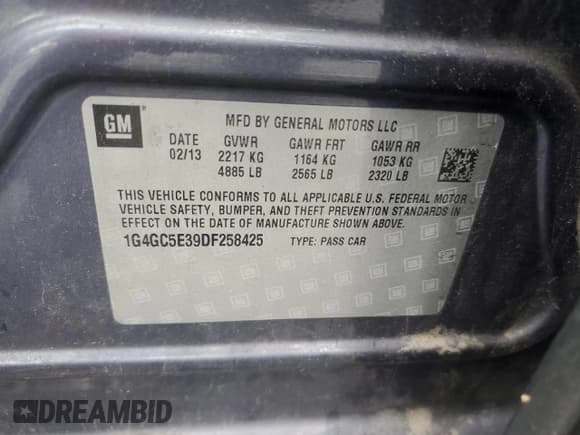 GM
MFD BY GENERAL MOTORS LLC
DATE GVWR GAWR FRT GAWR RR
02/13 2217 KG 1164 KG 1053 KG
4885 LB 2565 LB 2320 LB
THIS VEHICLE CONFORMS TO ALL APPLICABLE U.S. FEDERAL MOTOR
VEHICLE SAFETY, BUMPER, AND THEFT PREVENTION STANDARDS IN
EFFECT ON THE DATE OF MANUFACTURE SHOWN ABOVE.
1G4GC5E39DF258425 TYPE: PASS CAR
DREAMBID